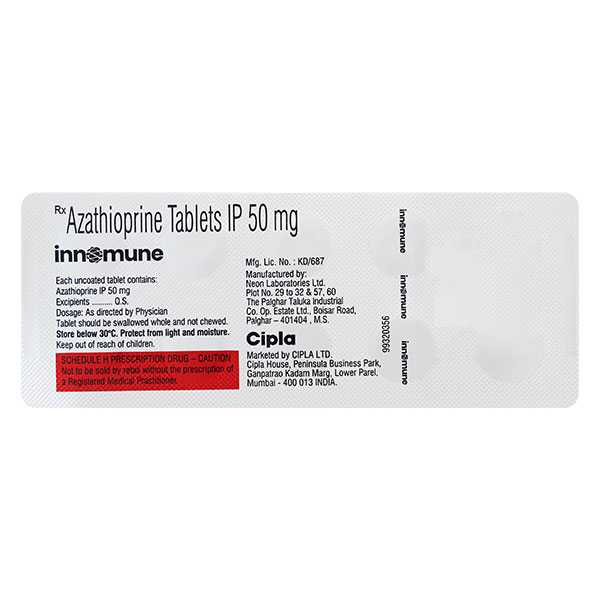 Rx Azathioprine Tablets IP 50 mg
innomune
Each uncoated tablet contains:
Azathioprine IP 50 mg
Excipients .......... Q.S.
Dosage: As directed by Physician
Tablet should be swallowed whole and not chewed.
Store below 30°C. Protect from light and moisture.
Keep out of reach of children.
SCHEDULE H PRESCRIPTION DRUG – CAUTION
Not to be sold by retail without the prescription of
a Registered Medical Practitioner.
Mfg. Lic. No. : KD/687
Manufactured by:
Neon Laboratories Ltd.
Plot No. 29 to 32 & 57, 60
The Palghar Taluka Industrial
Co. Op. Estate Ltd., Boisar Road,
Palghar – 401404 , M.S.
Cipla
Marketed by CIPLA LTD.
Cipla House, Peninsula Business Park,
Ganpatrao Kadam Marg, Lower Parel,
Mumbai - 400 013 INDIA.
99320356
innomune
innomune
innomune